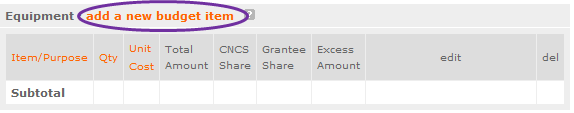 Equipment add a new budget item ?
Item/Purpose Qty Unit Cost Total Amount CNCS Share Grantee Share Excess Amount edit del
Subtotal